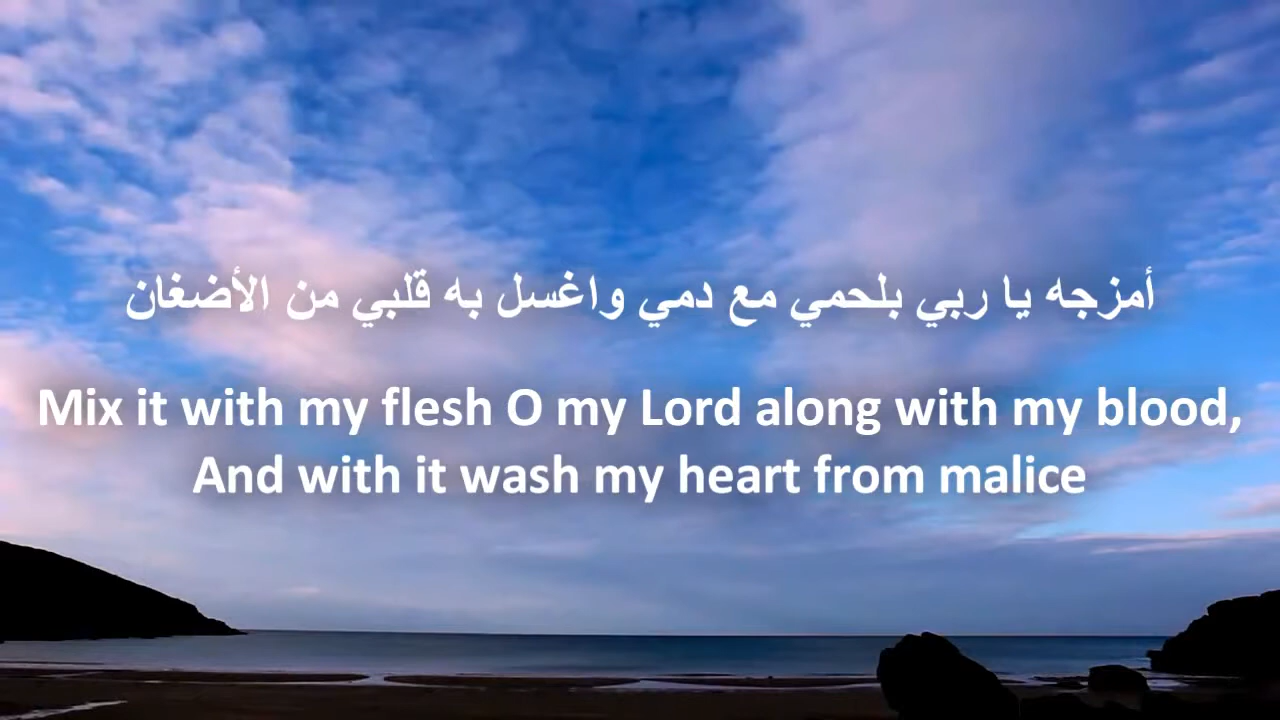 أمزجه يا ربي بلحمي مع دمي واغسل به قلبي من الأضغان
Mix it with my flesh O my Lord along with my blood,
And with it wash my heart from malice